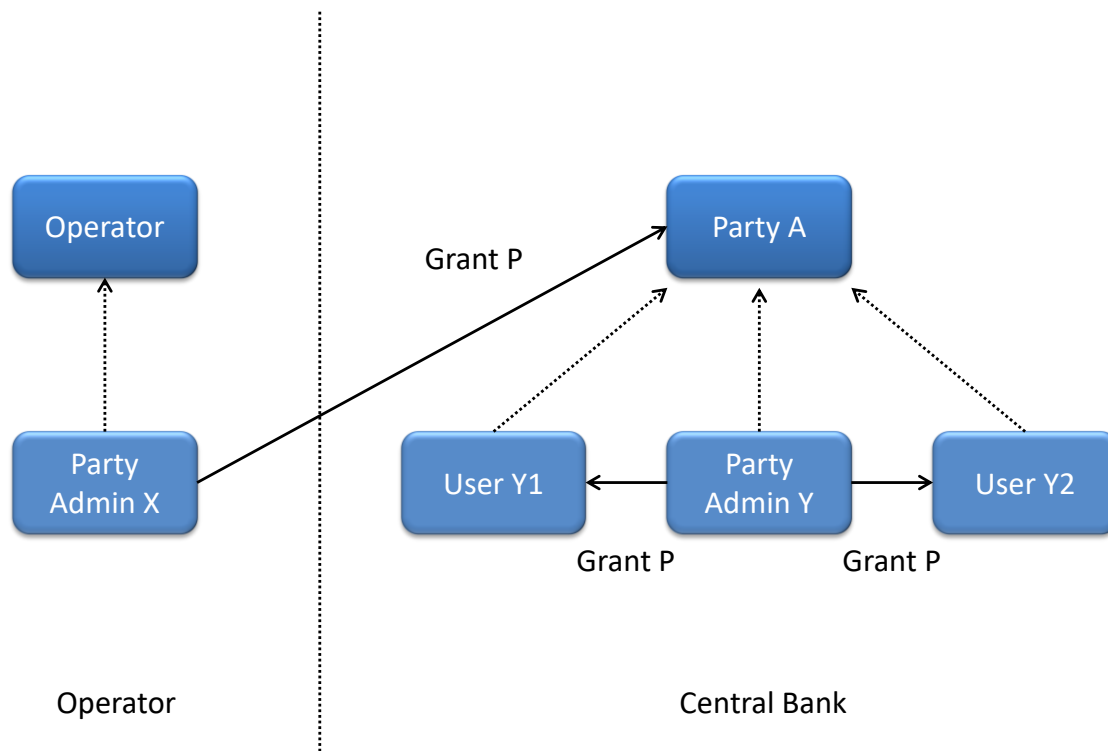 Operator
Party A
Grant P
Party
Admin X
User Y1
Party
Admin Y
User Y2
Grant P
Grant P
Operator
Central Bank